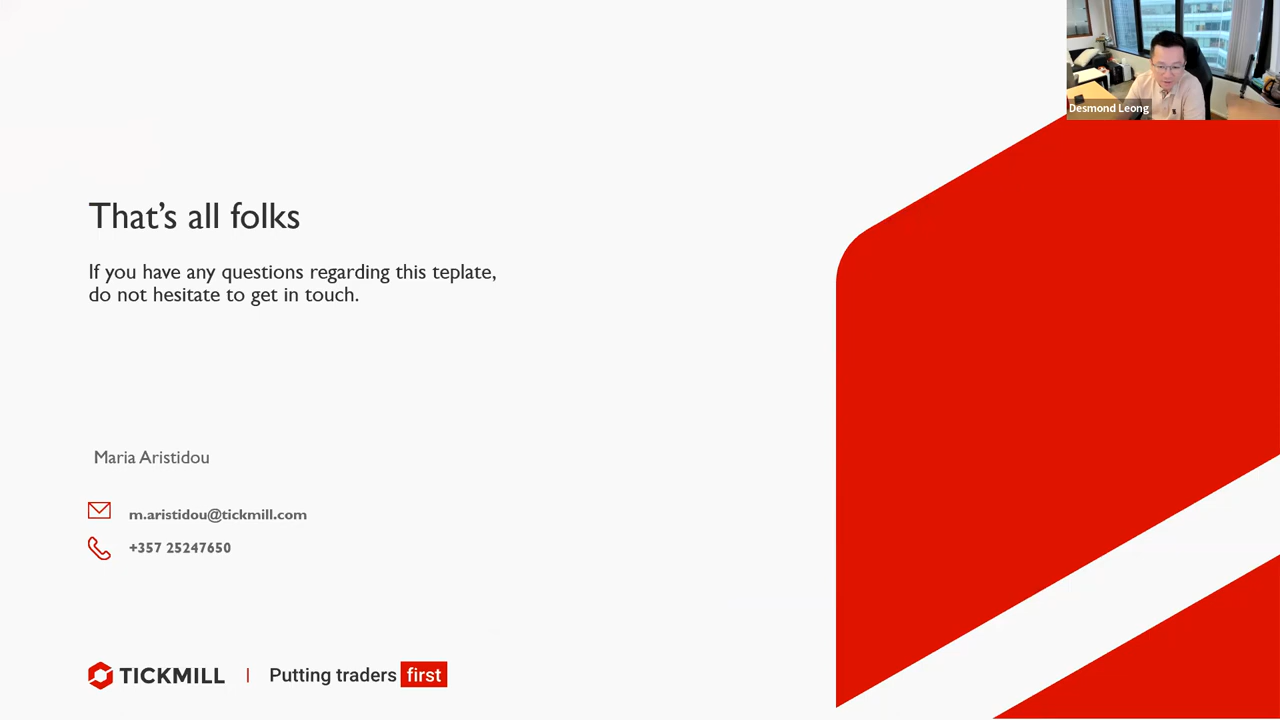 Desmond Leong
That's all folks
If you have any questions regarding this teplate,
do not hesitate to get in touch.
Maria Aristidou
m.aristidou@tickmill.com
+357 25247650
TICKMILL | Putting traders first